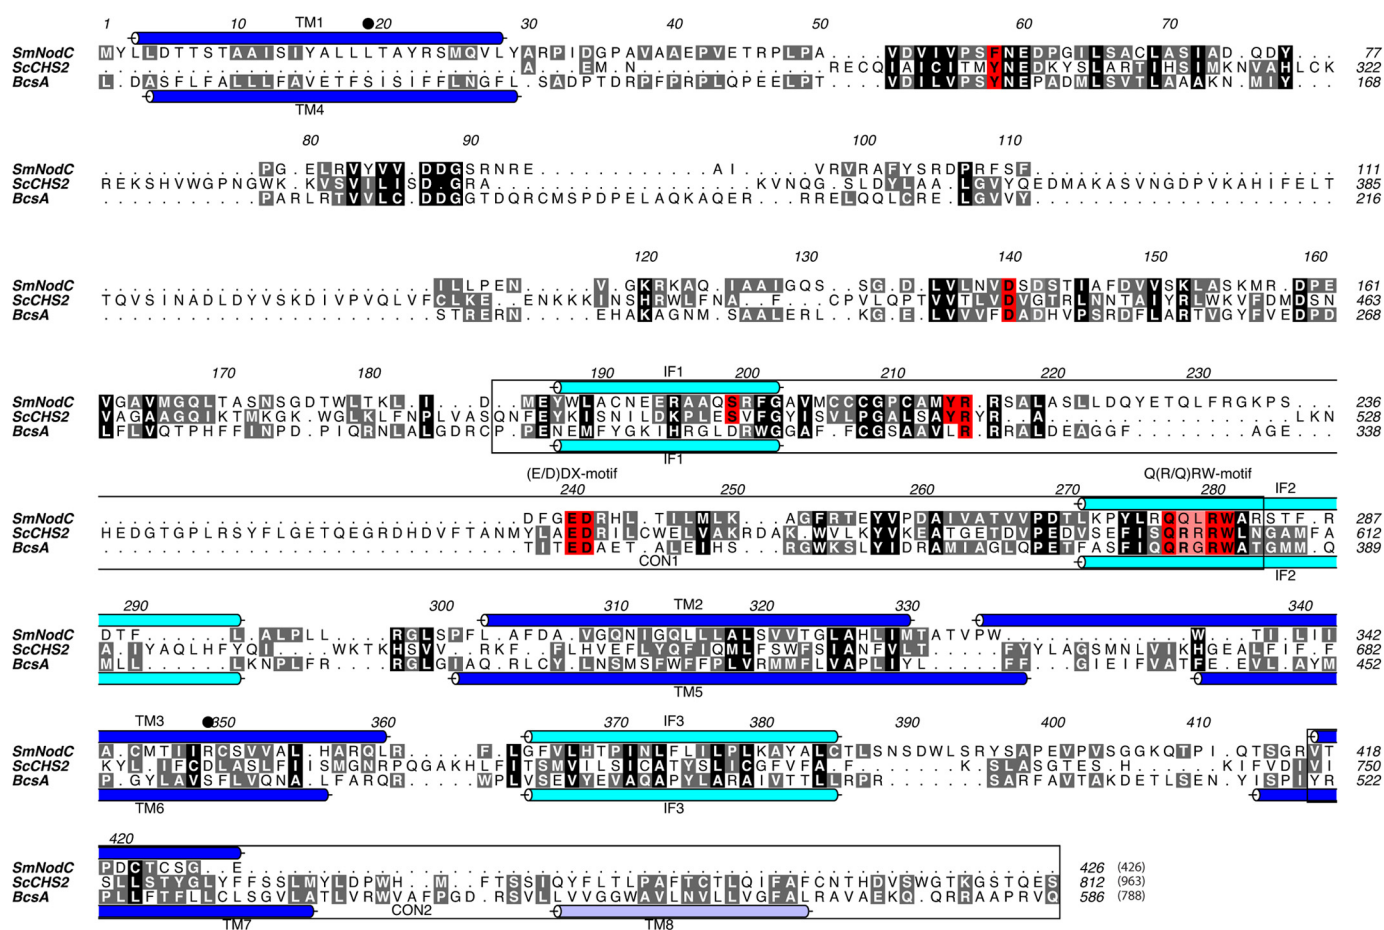 1 10 TM1 20 30 40 50 60 70
SmNodC MYLLDTTSTAAISIYALLLTAYRSMQVLYARPIDGPAVAAEPVETRPLPA....VDVIVPSFNEDPGILSACLASIAD.QDY... 77
ScCHS2 .............................A...EM.N.............RECQIAICITMYNEDKYSLARTIHSIMKNVAHLCK 322
BcsA L.DASFLFALLLFAVETFSISIFFLNGFL.SADPTDRPFPRPLQPEELPT....VDILVPSYNEPADMLSVTLAAAKN.MIY... 168
TM4
80 90 100 110
SmNodC ...........PG.ELRVYVV.DDGSRNRE............AI.....VRVRAFYSRDPRFSF..................... 111
ScCHS2 REKSHVWGPNGWK.KVSVILISD.GRA..................KVNQG.SLDYLAA.LGVYQEDMAKASVNGDPVKAHIFELT 385
BcsA ...........PARLRTVVLC.DDGGTDQRCMSPDPELAQKAQER...RRELQQLCRE.LGVVY..................... 216
120 130 140 150 160
SmNodC .......................ILLPEN.....V.GKRKAQ.IAAIGQS..SG.D.LVLNVDSDSTIAFDVVSKLASKMR.DPE 161
ScCHS2 TQVSINADLDYVSKDIVPVQLVFCLKE..ENKKKINSHRWLFNA..F...CPVLQPTVVTLVDVGTRLNNTAIYRLWKVFDMDSN 463
BcsA .......................STRERN.....EHAKAGNM.SAALERL..KG.E.LVVVFDADHVPSRDFLARTVGYFVEDPD 268
170 180 190 IF1 200 210 220 230
SmNodC VGAVMGQLTASNSGDTWLTKL.I...D..MEYWLACNEERAAQSRFGAVMCCCGPCAMYR.RSALASLLDQYETQLFRGKPS... 236
ScCHS2 VAGAAGQIKTMKGK.WGLKLFNPLVASQNFEYKISNILDKPLESVFGYISVLPGALSAYRYR..A.................LKN 528
BcsA LFLVQTPHFFINPD.PIQRNLALGDRCP.PENEMFYGKIHRGLDRWGGAF.FCGSAAVLR.RRALDEAGGF........AGE... 338
IF1
(E/D)DX-motif Q(R/Q)RW-motif
240 250 260 270 280 IF2
SmNodC .............................DFGEDRHL.TILMLK...AGFRTEYVPDAIVATVVPDTLKPYLRQQLRWARSTF.R 287
ScCHS2 HEDGTGPLRSYFLGETQEGRDHDVFTANMYLAEDRILCWELVAKRDAK.WVLKYVKEATGETDVPEDVSEFISQRRRWLNGAMFA 612
BcsA .............................TITEDAET.ALEIHS...RGWKSLYIDRAMIAGLQPETFASFIQQRGRWATGMM.Q 389
CON1 IF2
290 300 310 TM2 320 330 340
SmNodC DTF......L.ALPLL....RGLSPFL.AFDA.VGQNIGQLLLALSVVTGLAHLIMTATVPW.............W...TI.LIL 342
ScCHS2 A.IYAQLHFYQI...WKTKHSVV..RKF..FLHVEFLYQFIQMLFSWFSIANFVLT....FYYLAGSMNLVIKHGEALFIF.F 682
BcsA MLL......LKNPLFR....RGLGIAQ.RLCY.LNSMSFWFFPLVRMMFLVAPLIYL.....FF...GIEIFVATFE.EVL.AYM 452
TM5
TM3 350 360 370 IF3 380 390 400 410
SmNodC A.CMTIIRCSVVAL.HARQLR.....F.LGFVLHTPINLFLILPLKAYALCTLSNSDWLSRYSAPEVPVSGGKQTPI.QTSGRVT 418
ScCHS2 KYL.IFCDLASLFIISMGNRPQGAKHLFITSMVILSICATYSLICGFVFA.F........K.SLASGTES.H.....KIFVDIVI 750
BcsA P.GYLAVSFLVQNA.LFARQR....WPLVSEVYEVAQAPYLARAIVTTLLRPR........SARFAVTAKDETLSEN.YISPIYR 522
TM6 IF3
420
SmNodC PDCTCSG..E 426 (426)
ScCHS2 SLLSTYGLYFFSSLMYLDPWH..M..FTSSIQYFLTLPAFTCTLQIFAFCNTHDVSWGTKGSTQES 812 (963)
BcsA PLLFTFLLCLSGVLATLVRWVAFPGD.RSVLLVVGGWAVLNVLLVGFALRAVAEKQ.QRRAAPRVQ 586 (788)
TM7 CON2 TM8